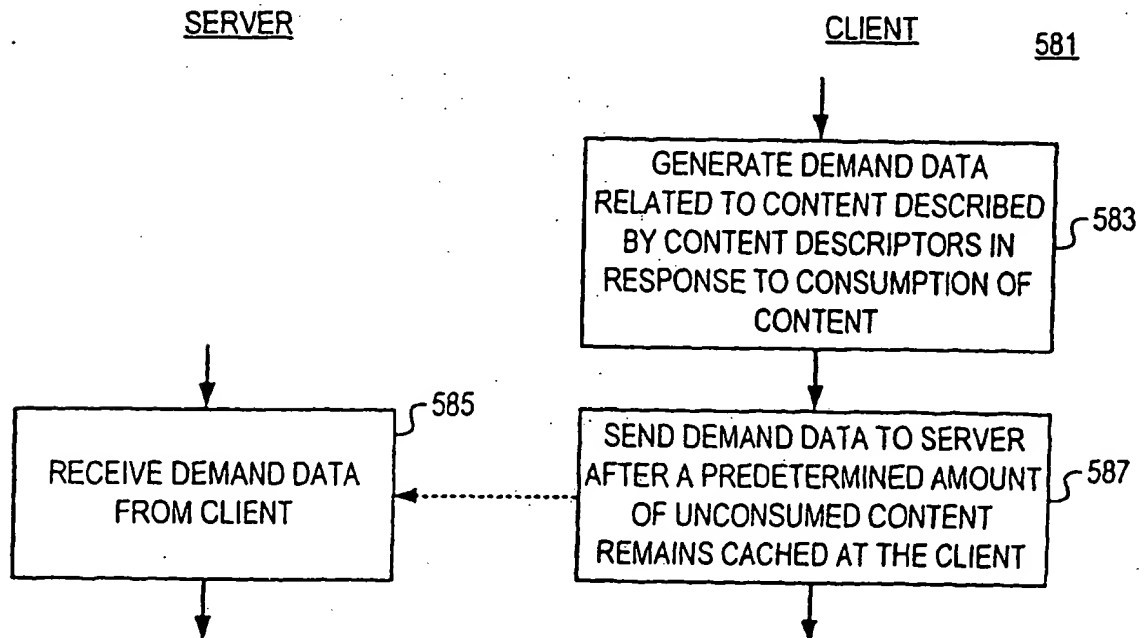 SERVER
CLIENT
581
GENERATE DEMAND DATA
RELATED TO CONTENT DESCRIBED
BY CONTENT DESCRIPTORS IN
RESPONSE TO CONSUMPTION OF
CONTENT
583
585
RECEIVE DEMAND DATA
FROM CLIENT
SEND DEMAND DATA TO SERVER
AFTER A PREDETERMINED AMOUNT
OF UNCONSUMED CONTENT
REMAINS CACHED AT THE CLIENT
587